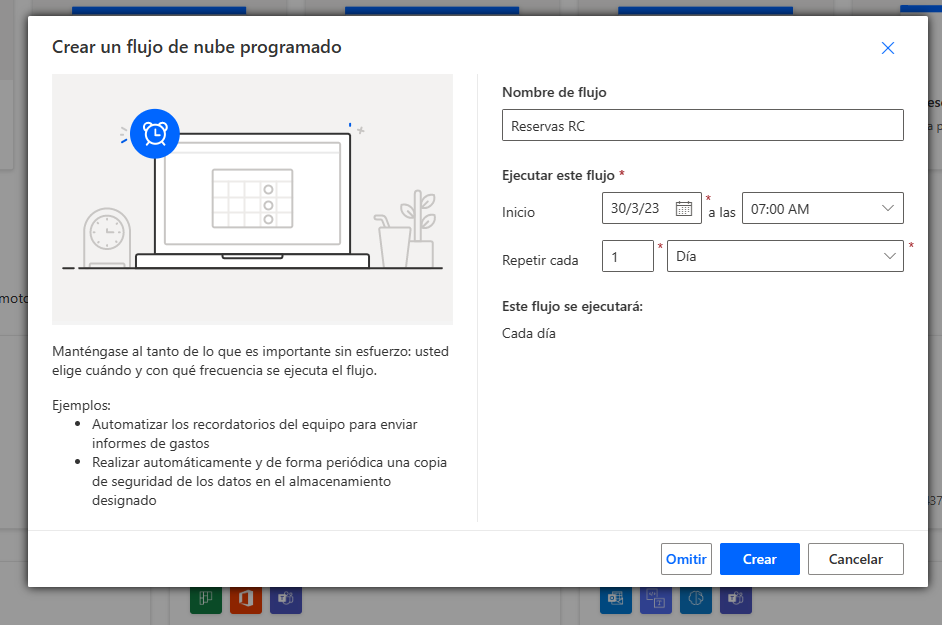 Crear un flujo de nube programado
Nombre de flujo
Reservas RC
Ejecutar este flujo *
Inicio
30/3/23 *
a las
07:00 AM
Repetir cada
1 *
Día *
Este flujo se ejecutará:
Cada día
Manténgase al tanto de lo que es importante sin esfuerzo: usted
elige cuándo y con qué frecuencia se ejecuta el flujo.
Ejemplos:
• Automatizar los recordatorios del equipo para enviar
informes de gastos
• Realizar automáticamente y de forma periódica una copia
de seguridad de los datos en el almacenamiento
designado
Omitir
Crear
Cancelar